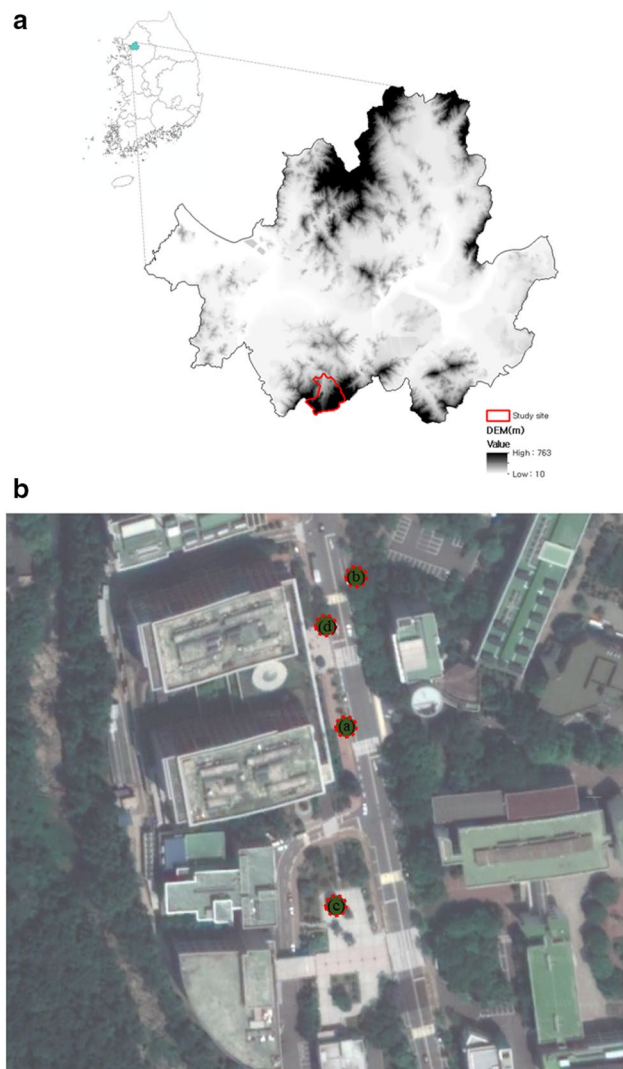 a
Study site
DEM(m)
Value
High : 763
Low : 10
b
(b)
(d)
(a)
(c)